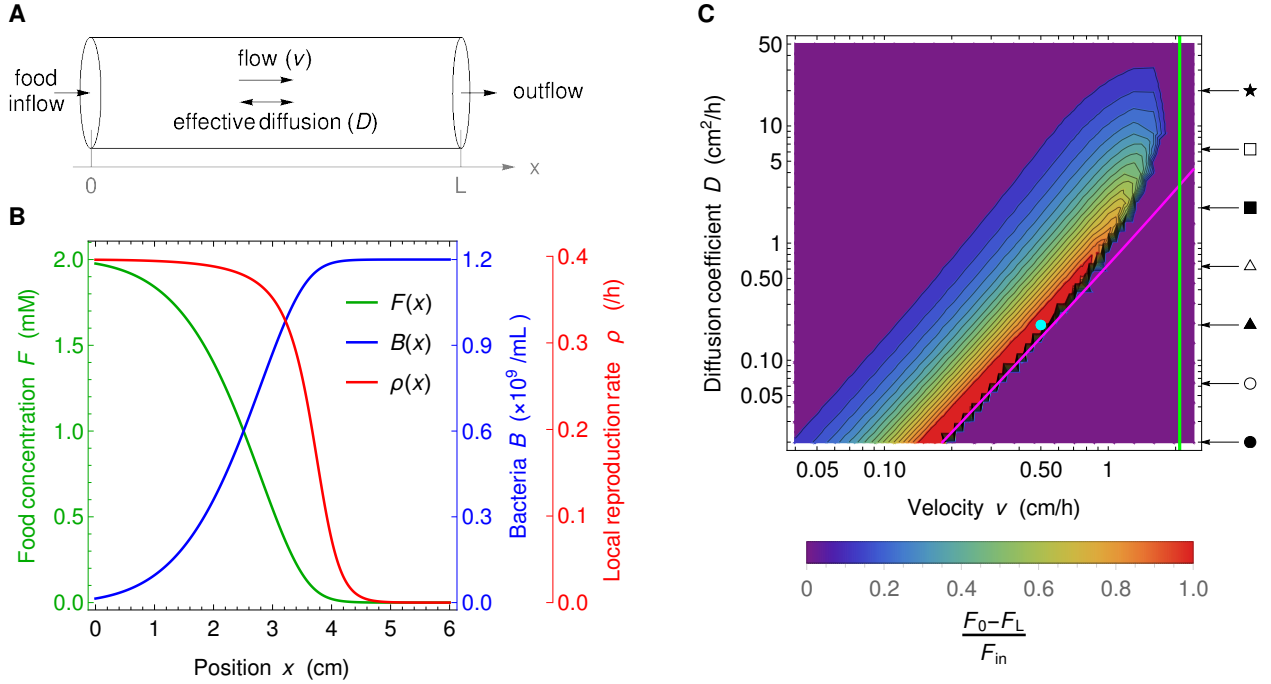 A
food
inflow
flow (v)
effective diffusion (D)
outflow
x
0
L
B
Food concentration F (mM)
2.0
1.5
1.0
0.5
0.0
F(x)
B(x)
ρ(x)
1.2
0.9
0.6
0.3
0.0
Bacteria B (×10⁹ /mL)
0.4
0.3
0.2
0.1
0.0
Local reproduction rate ρ (/h)
0 1 2 3 4 5 6
Position x (cm)
C
Diffusion coefficient D (cm²/h)
50
10
5
1
0.50
0.10
0.05
0.05 0.10 0.50 1
Velocity v (cm/h)
0 0.2 0.4 0.6 0.8 1.0
F₀−F_L
F_in